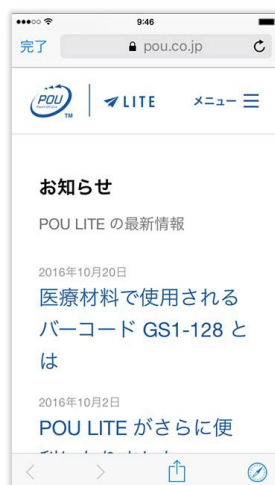 9:46
完了
pou.co.jp
POU
TM
LITE
メニュー
お知らせ
POU LITE の最新情報
2016年10月20日
医療材料で使用される
バーコード GS1-128 と
は
2016年10月2日
POU LITE がさらに便